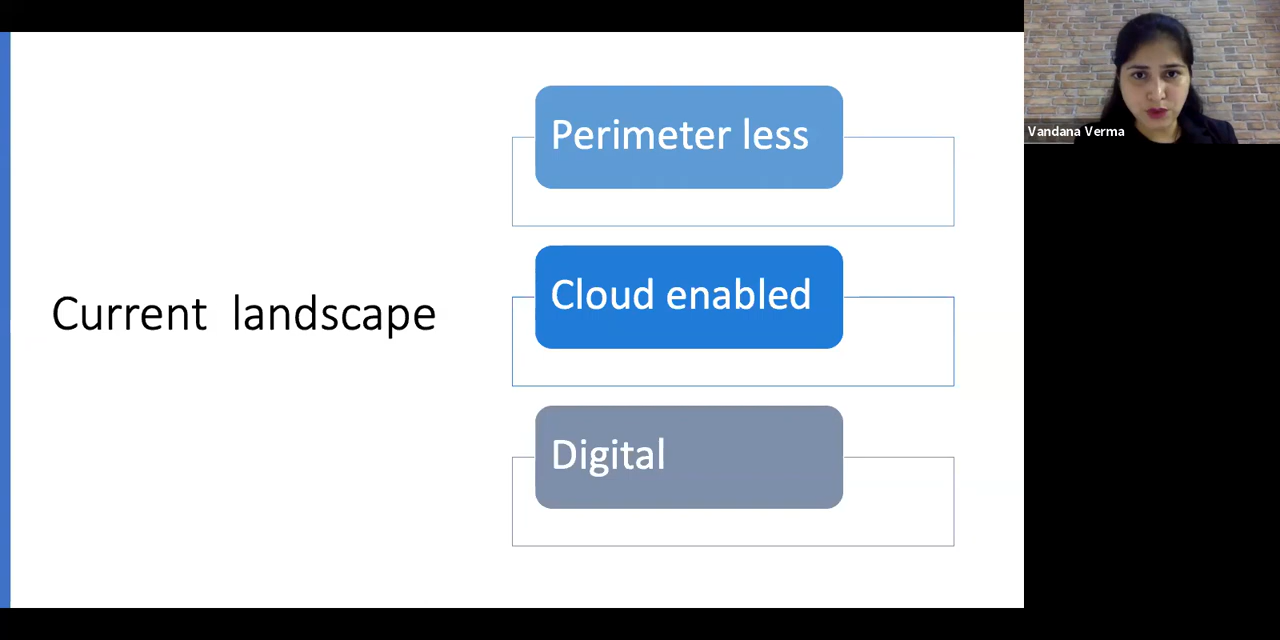 Current landscape
Perimeter less
Cloud enabled
Digital
Vandana Verma